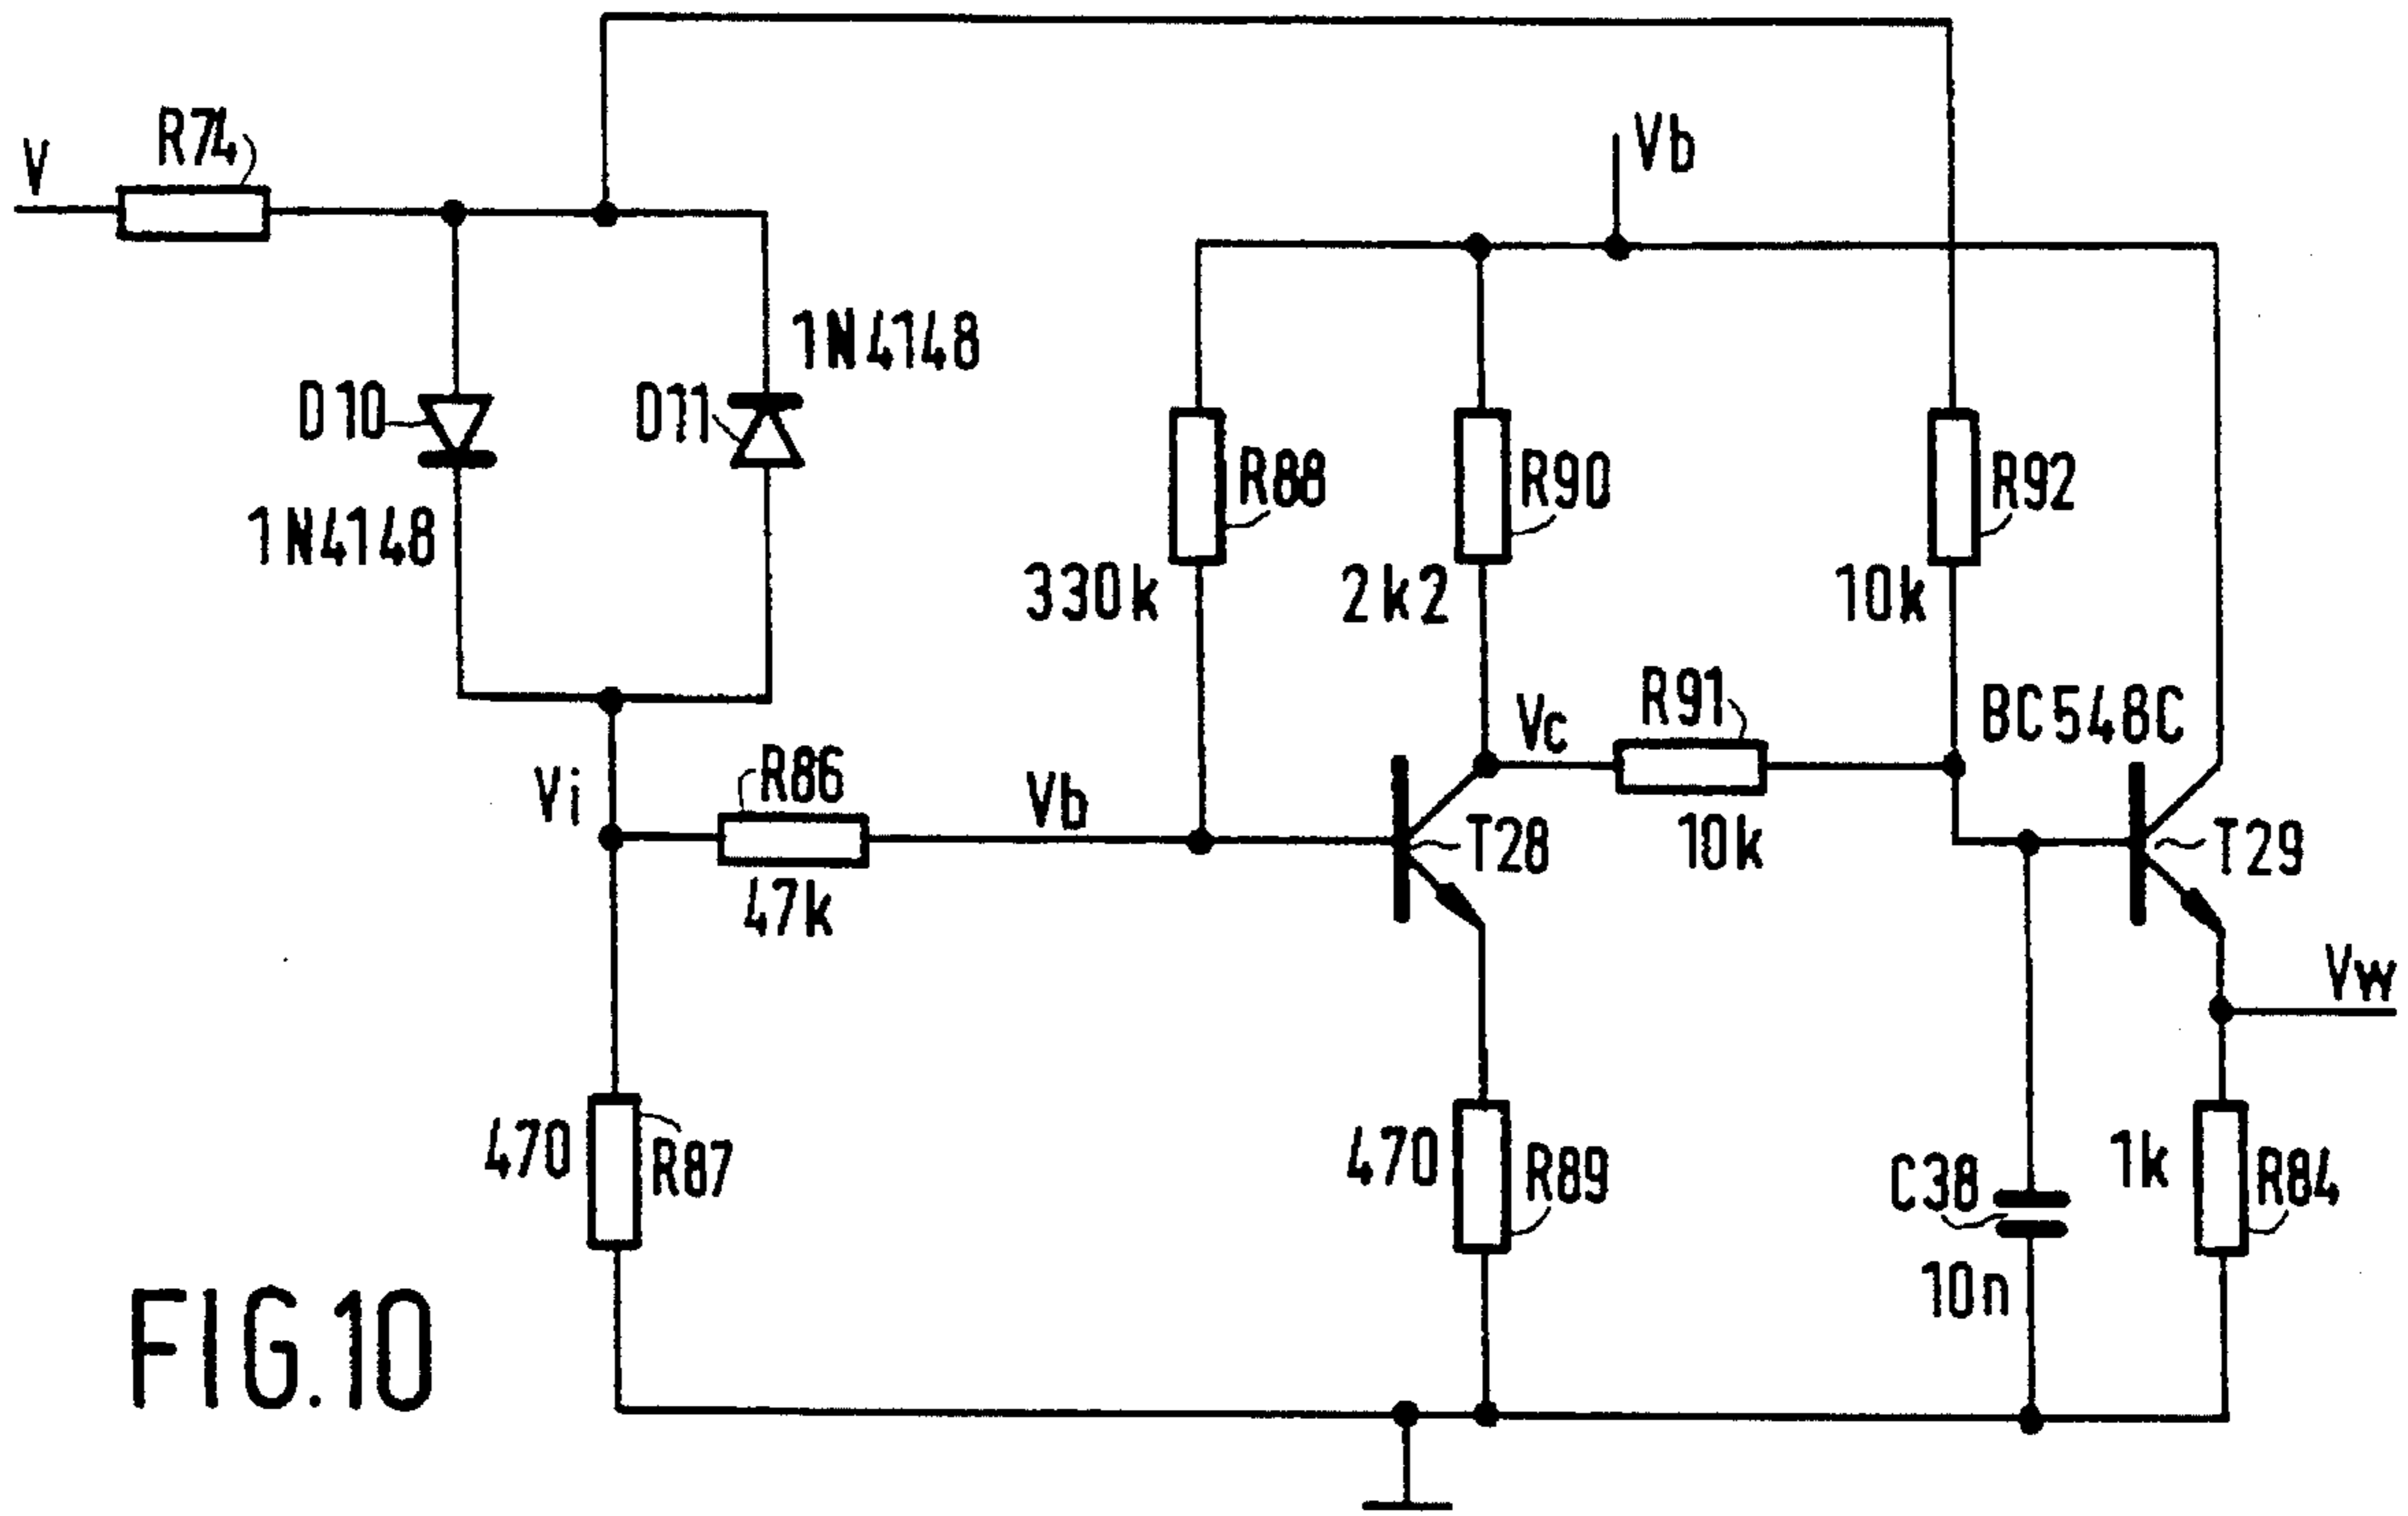 V
R74
Vb
1N4148
D10
D11
1N4148
R88
R90
R92
330k
2k2
10k
Vi
R86
47k
Vb
Vc
R91
10k
BC548C
T28
T29
Vw
470
R87
470
R89
C38
10n
1k
R84
FIG.10